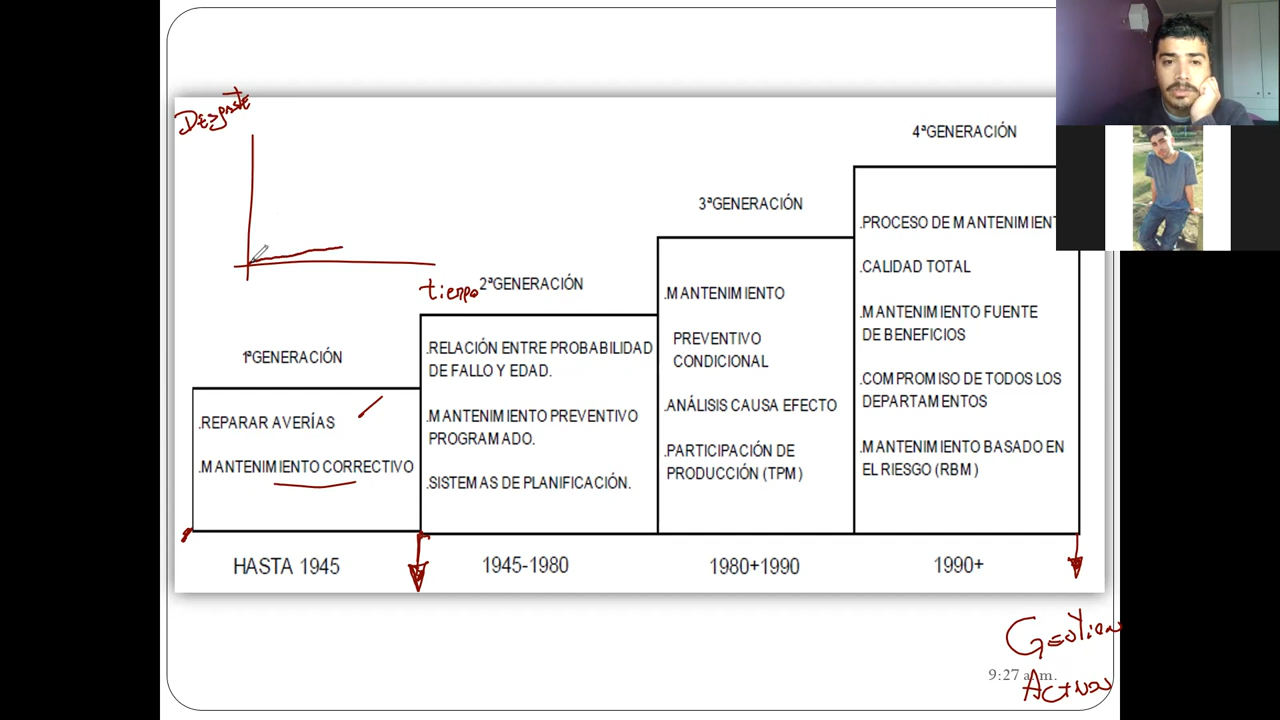 Desgaste
tiempo
1ªGENERACIÓN
.REPARAR AVERÍAS
.MANTENIMIENTO CORRECTIVO
HASTA 1945
2ªGENERACIÓN
.RELACIÓN ENTRE PROBABILIDAD
DE FALLO Y EDAD.
.MANTENIMIENTO PREVENTIVO
PROGRAMADO.
.SISTEMAS DE PLANIFICACIÓN.
1945-1980
3ªGENERACIÓN
.MANTENIMIENTO
PREVENTIVO
CONDICIONAL
.ANÁLISIS CAUSA EFECTO
.PARTICIPACIÓN DE
PRODUCCIÓN (TPM)
1980+1990
4ªGENERACIÓN
.PROCESO DE MANTENIMIENT
.CALIDAD TOTAL
.MANTENIMIENTO FUENTE
DE BENEFICIOS
.COMPROMISO DE TODOS LOS
DEPARTAMENTOS
.MANTENIMIENTO BASADO EN
EL RIESGO (RBM)
1990+
Gestion
Activos
9:27 a. m.